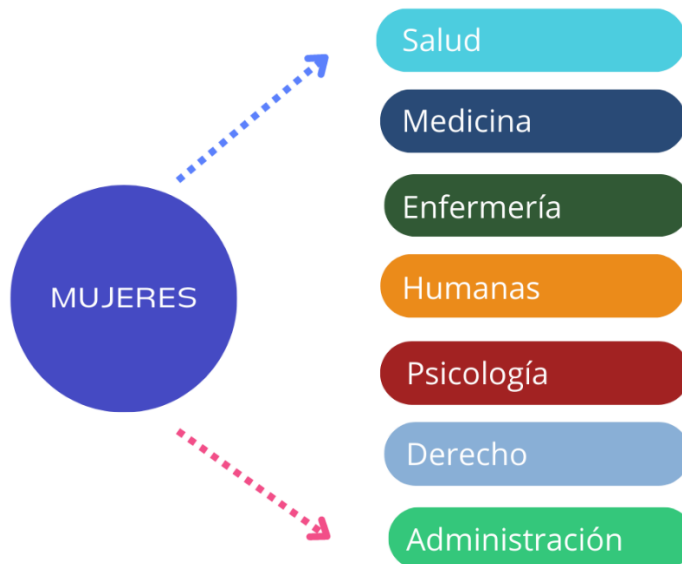 MUJERES
Salud
Medicina
Enfermería
Humanas
Psicología
Derecho
Administración